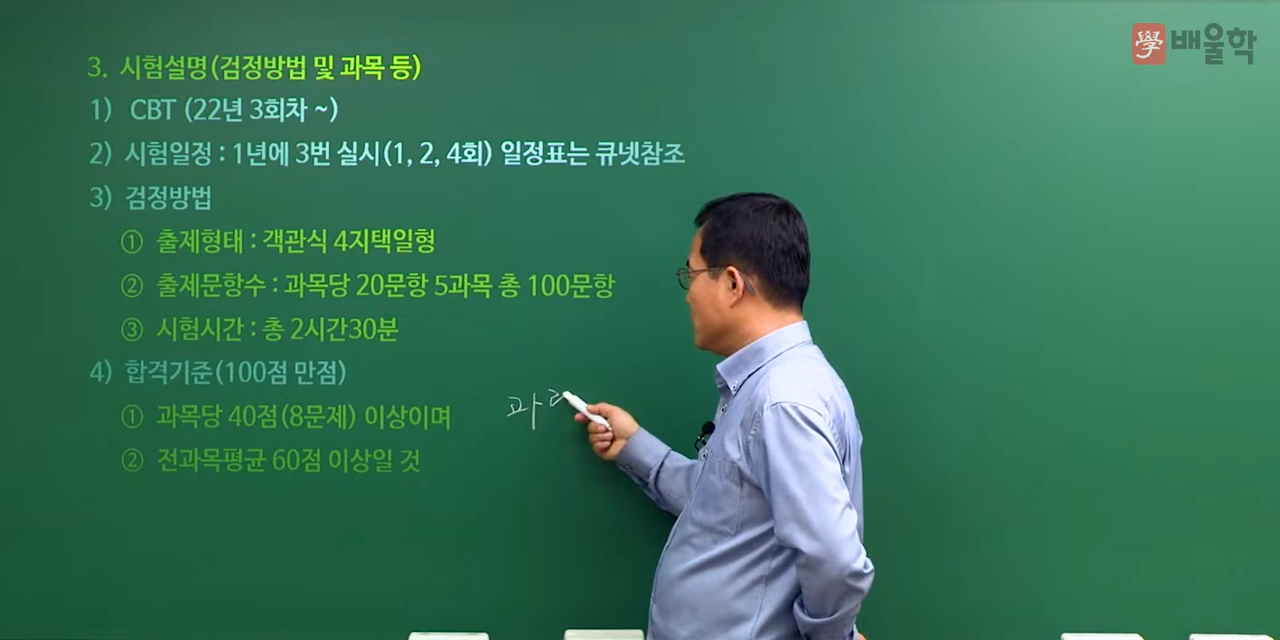 學 배울학
3. 시험설명(검정방법 및 과목 등)
1) CBT (22년 3회차 ~)
2) 시험일정 : 1년에 3번 실시(1, 2, 4회) 일정표는 큐넷참조
3) 검정방법
① 출제형태 : 객관식 4지택일형
② 출제문항수 : 과목당 20문항 5과목 총 100문항
③ 시험시간 : 총 2시간30분
4) 합격기준(100점 만점)
① 과목당 40점(8문제) 이상이며
과
② 전과목평균 60점 이상일 것